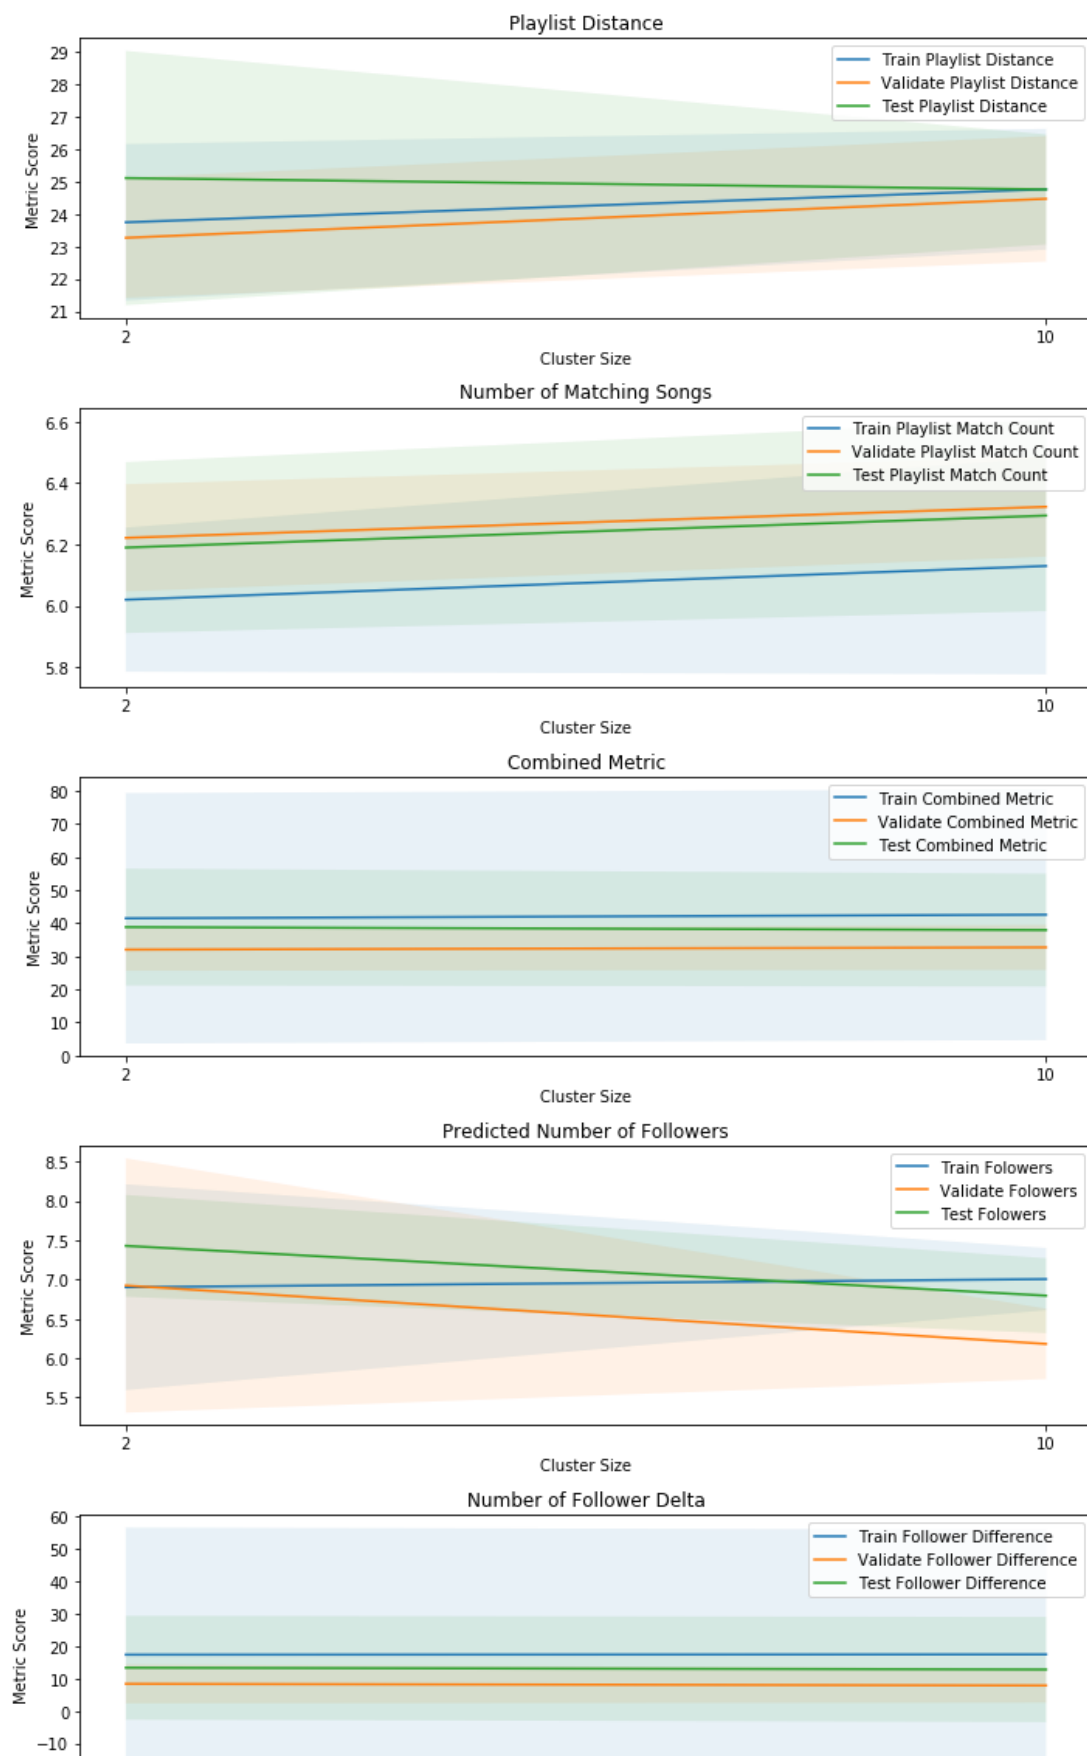 Playlist Distance
29
28
27
26
25
24
23
22
21
Metric Score
Train Playlist Distance
Validate Playlist Distance
Test Playlist Distance
2
10
Cluster Size
Number of Matching Songs
6.6
6.4
6.2
6.0
5.8
Metric Score
Train Playlist Match Count
Validate Playlist Match Count
Test Playlist Match Count
2
10
Cluster Size
Combined Metric
80
70
60
50
40
30
20
10
0
Metric Score
Train Combined Metric
Validate Combined Metric
Test Combined Metric
2
10
Cluster Size
Predicted Number of Followers
8.5
8.0
7.5
7.0
6.5
6.0
5.5
Metric Score
Train Folowers
Validate Folowers
Test Folowers
2
10
Cluster Size
Number of Follower Delta
60
50
40
30
20
10
0
−10
Metric Score
Train Follower Difference
Validate Follower Difference
Test Follower Difference